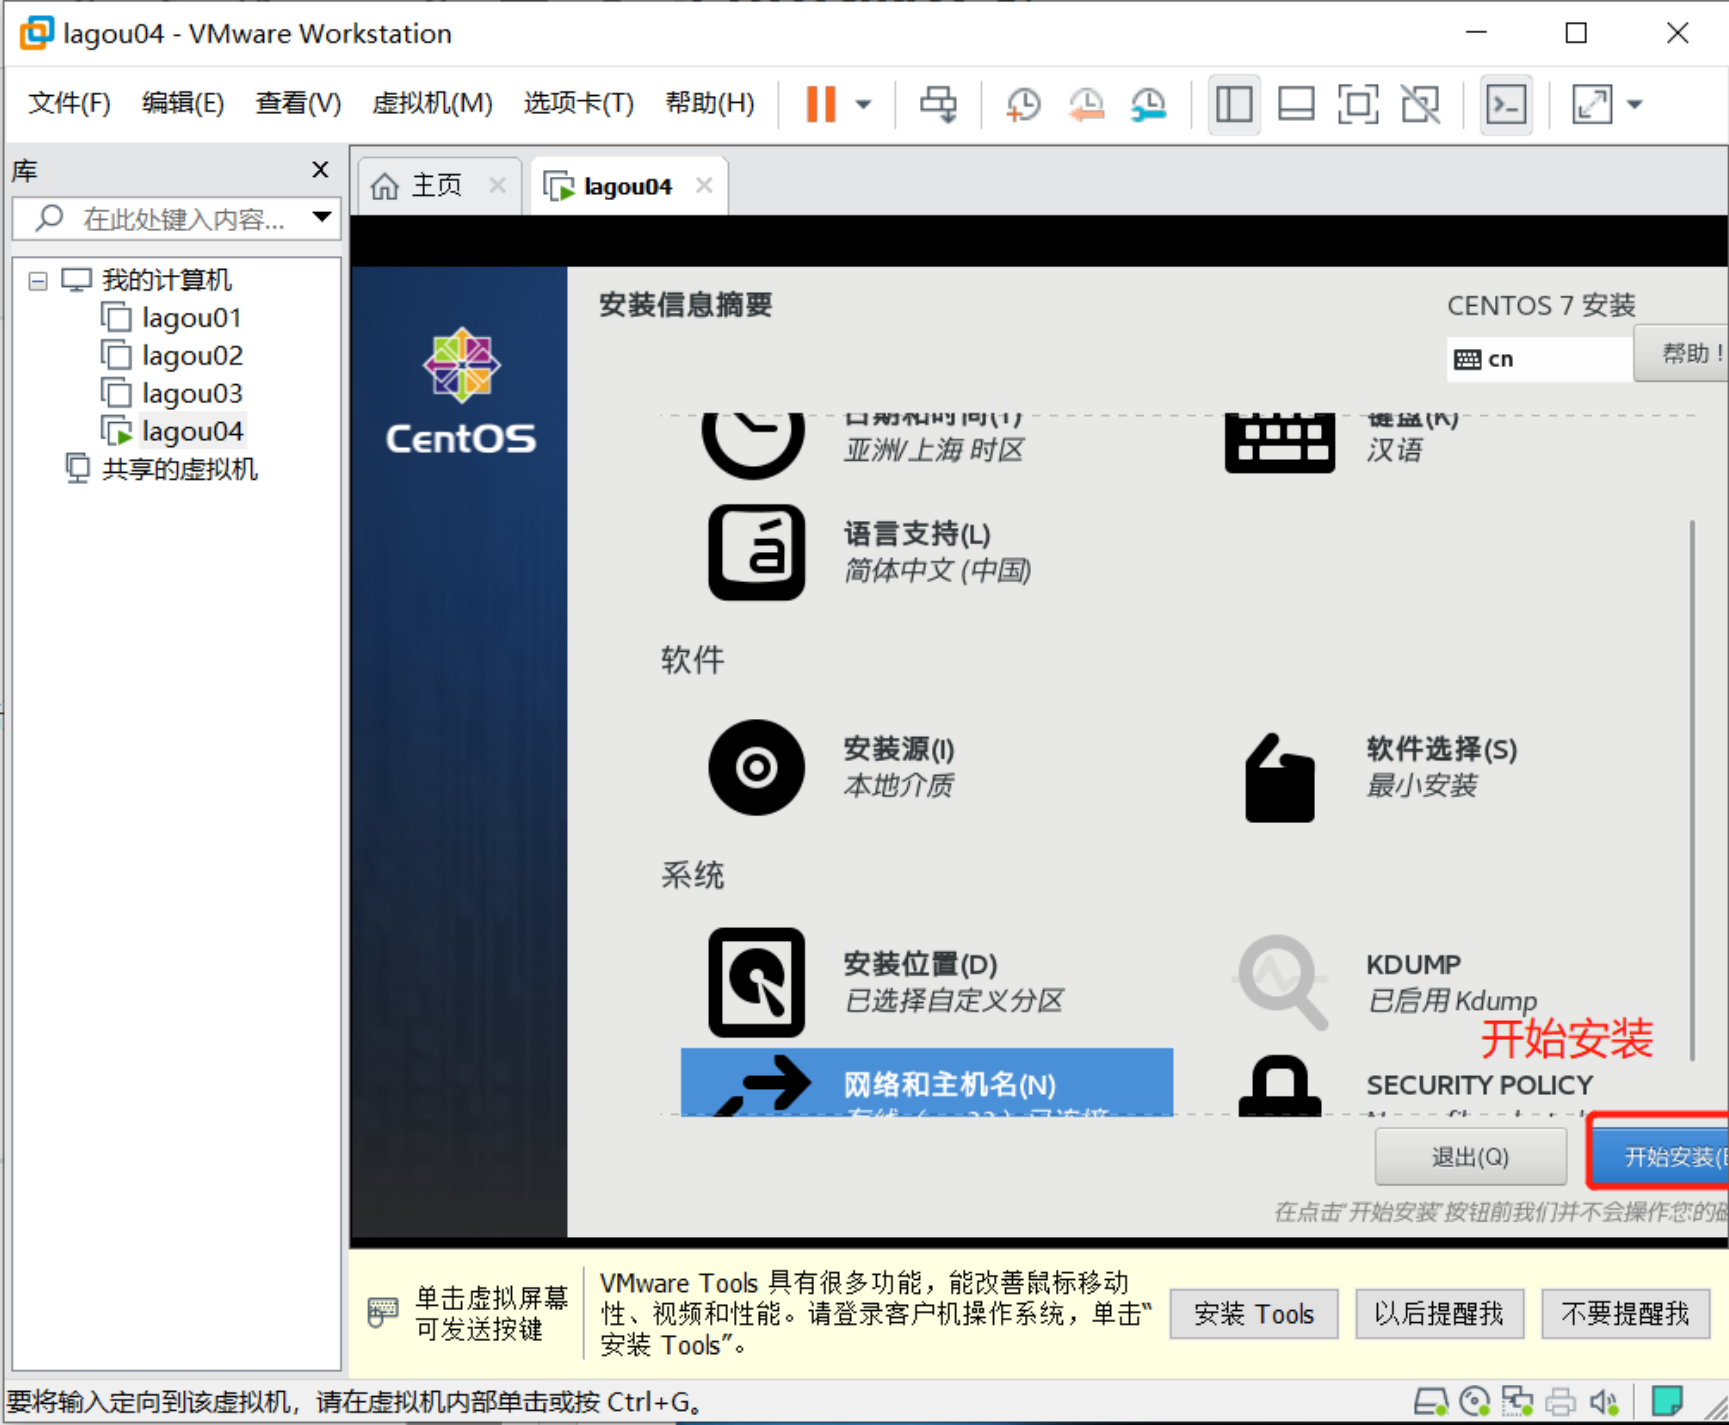 lagou04 - VMware Workstation
文件(F) 编辑(E) 查看(V) 虚拟机(M) 选项卡(T) 帮助(H)
库
在此处键入内容...
我的计算机
lagou01
lagou02
lagou03
lagou04
共享的虚拟机
主页
lagou04
CentOS
安装信息摘要
CENTOS 7 安装
cn
帮助！
日期和时间(T)
亚洲/上海 时区
键盘(K)
汉语
语言支持(L)
简体中文 (中国)
软件
安装源(I)
本地介质
软件选择(S)
最小安装
系统
安装位置(D)
已选择自定义分区
KDUMP
已启用 Kdump
开始安装
网络和主机名(N)
SECURITY POLICY
退出(Q)
开始安装(
在点击"开始安装"按钮前我们并不会操作您的
单击虚拟屏幕
可发送按键
VMware Tools 具有很多功能，能改善鼠标移动
性、视频和性能。请登录客户机操作系统，单击“
安装 Tools”。
安装 Tools
以后提醒我
不要提醒我
要将输入定向到该虚拟机，请在虚拟机内部单击或按 Ctrl+G。